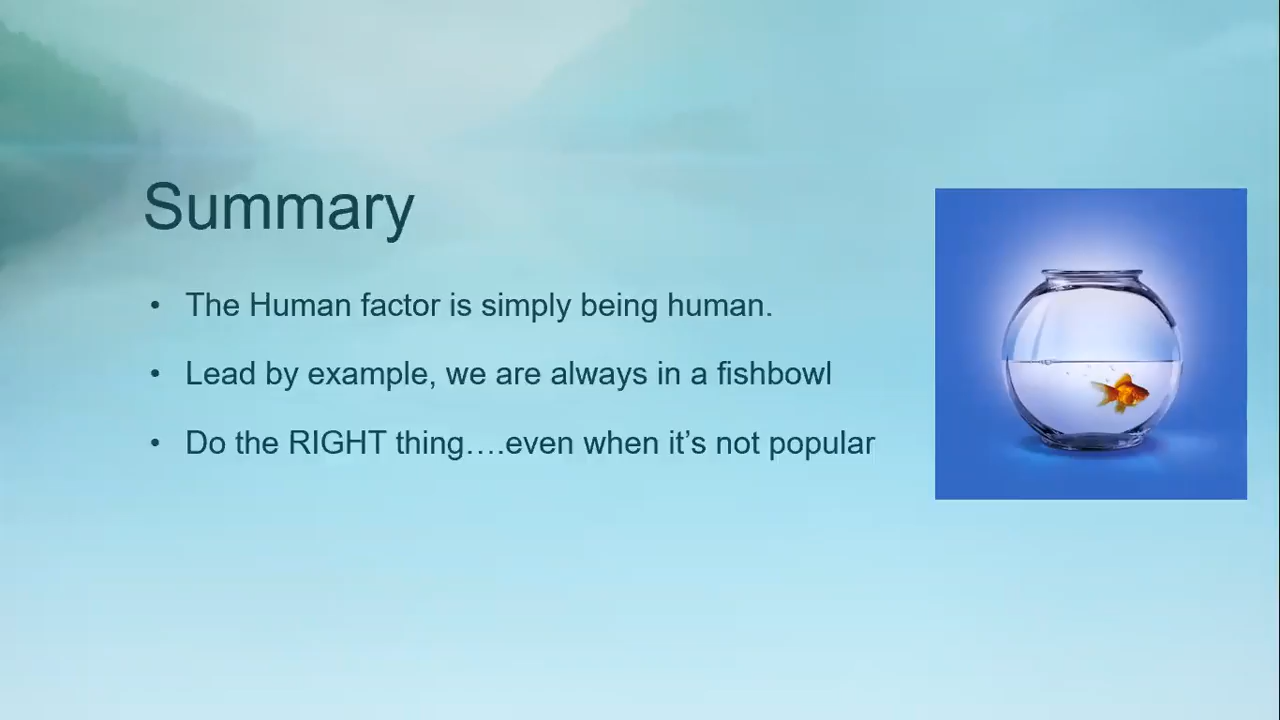 Summary
• The Human factor is simply being human.
• Lead by example, we are always in a fishbowl
• Do the RIGHT thing….even when it’s not popular